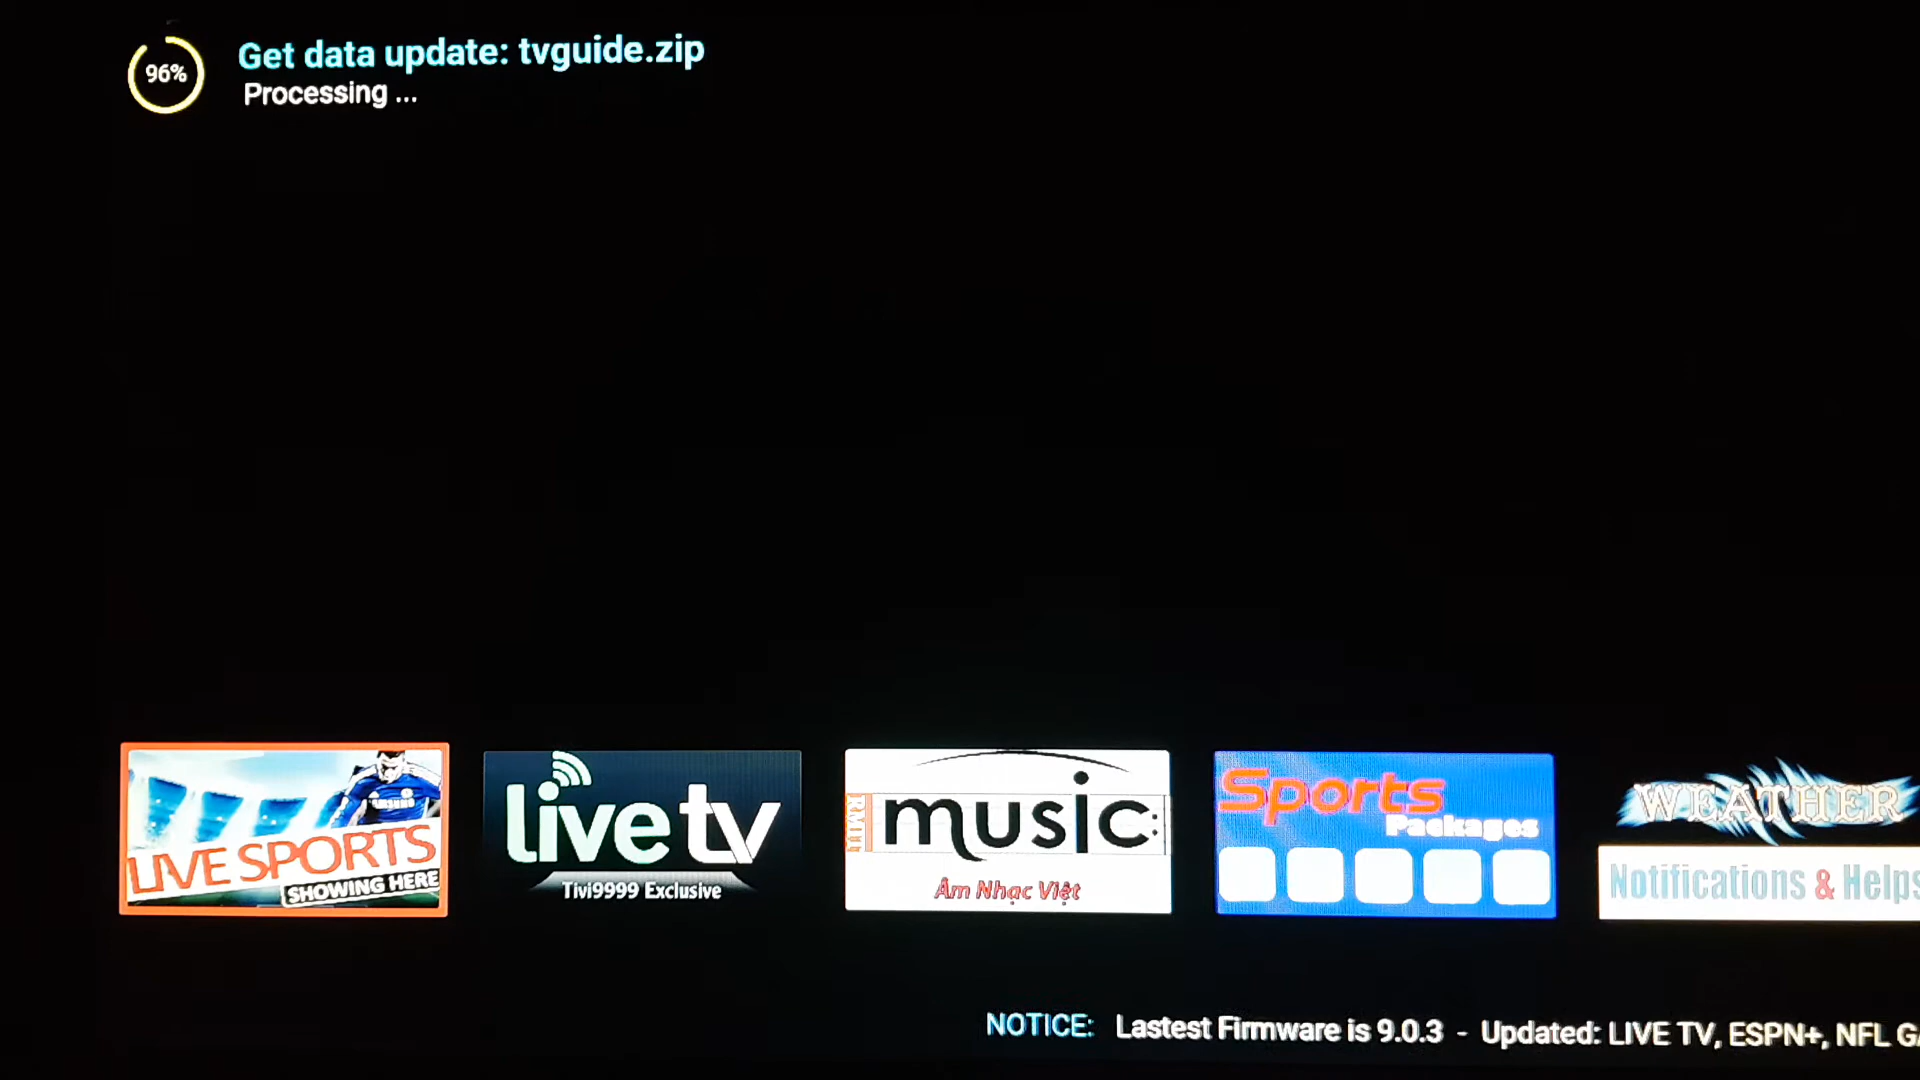 96%
Get data update: tvguide.zip
Processing ...
LIVE SPORTS
SHOWING HERE
SAMSUNG
live tv
Tivi9999 Exclusive
music
Âm Nhạc Việt
Sports
Packages
WEATHER
Notifications & Helps
NOTICE: Lastest Firmware is 9.0.3 - Updated: LIVE TV, ESPN+, NFL